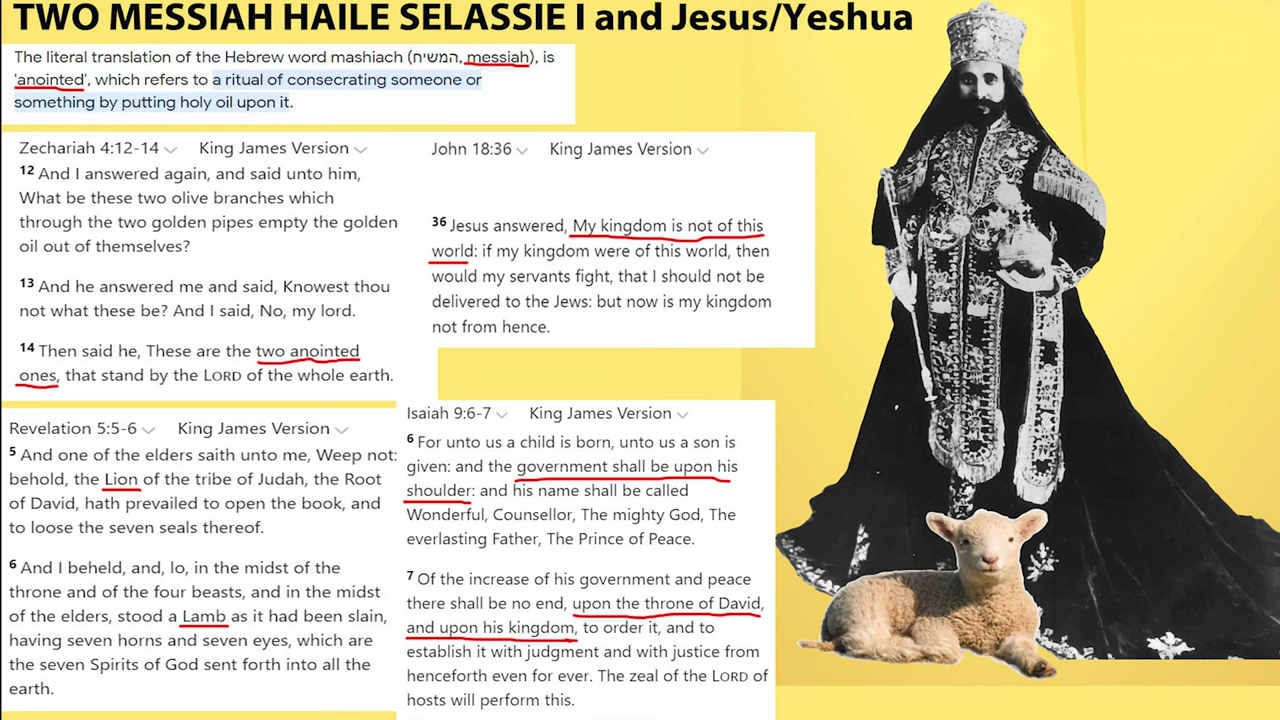 TWO MESSIAH HAILE SELASSIE I and Jesus/Yeshua
The literal translation of the Hebrew word mashiach (המשיח, messiah), is
'anointed', which refers to a ritual of consecrating someone or
something by putting holy oil upon it.
Zechariah 4:12-14 King James Version
12 And I answered again, and said unto him,
What be these two olive branches which
through the two golden pipes empty the golden
oil out of themselves?
13 And he answered me and said, Knowest thou
not what these be? And I said, No, my lord.
14 Then said he, These are the two anointed
ones, that stand by the LORD of the whole earth.
John 18:36 King James Version
36 Jesus answered, My kingdom is not of this
world: if my kingdom were of this world, then
would my servants fight, that I should not be
delivered to the Jews: but now is my kingdom
not from hence.
Revelation 5:5-6 King James Version
5 And one of the elders saith unto me, Weep not:
behold, the Lion of the tribe of Judah, the Root
of David, hath prevailed to open the book, and
to loose the seven seals thereof.
6 And I beheld, and, lo, in the midst of the
throne and of the four beasts, and in the midst
of the elders, stood a Lamb as it had been slain,
having seven horns and seven eyes, which are
the seven Spirits of God sent forth into all the
earth.
Isaiah 9:6-7 King James Version
6 For unto us a child is born, unto us a son is
given: and the government shall be upon his
shoulder: and his name shall be called
Wonderful, Counsellor, The mighty God, The
everlasting Father, The Prince of Peace.
7 Of the increase of his government and peace
there shall be no end, upon the throne of David,
and upon his kingdom, to order it, and to
establish it with judgment and with justice from
henceforth even for ever. The zeal of the LORD of
hosts will perform this.